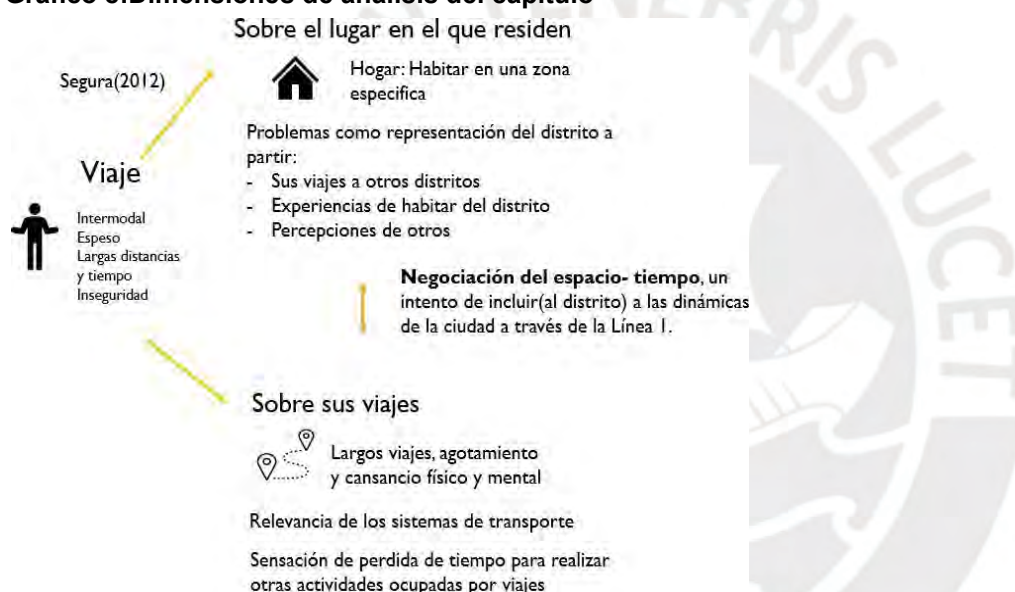 Sobre el lugar en el que residen
Segura(2012)
Hogar: Habitar en una zona
especifica
Problemas como representación del distrito a
partir:
- Sus viajes a otros distritos
- Experiencias de habitar del distrito
- Percepciones de otros
Viaje
Intermodal
Espeso
Largas distancias
y tiempo
Inseguridad
Negociación del espacio- tiempo, un
intento de incluir(al distrito) a las dinámicas
de la ciudad a través de la Línea 1.
Sobre sus viajes
Largos viajes, agotamiento
y cansancio físico y mental
Relevancia de los sistemas de transporte
Sensación de perdida de tiempo para realizar
otras actividades ocupadas por viajes
RIS LUCET